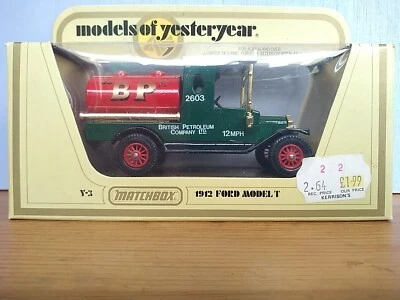 models of yesteryear
BP
2603
BRITISH PETROLEUM
COMPANY LTD
12MPH
Y-3
MATCHBOX
1912 FORD MODEL T
2 2
2.64
£1.99
REC. PRICE
OUR PRICE
KERRISON'S